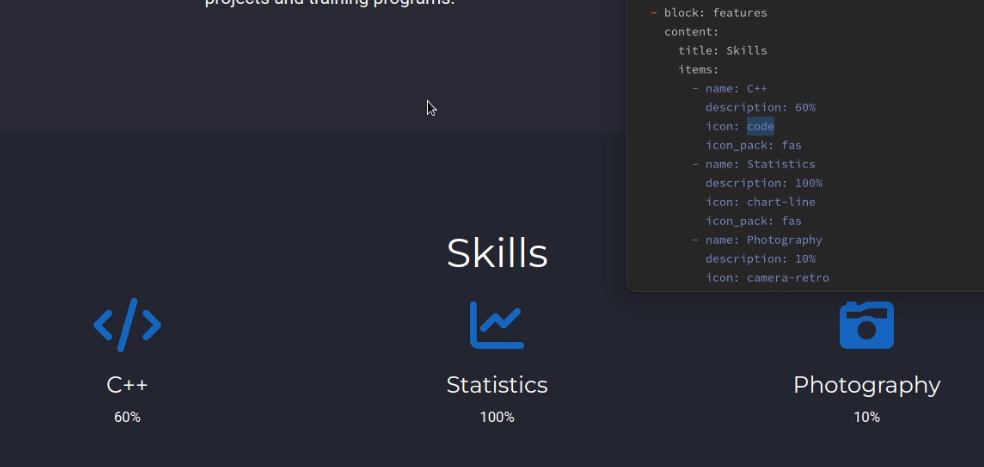 projects and training programs.
- block: features
content:
title: Skills
items:
- name: C++
description: 60%
icon: code
icon_pack: fas
- name: Statistics
description: 100%
icon: chart-line
icon_pack: fas
- name: Photography
description: 10%
icon: camera-retro
Skills
C++
Statistics
Photography
60%
100%
10%